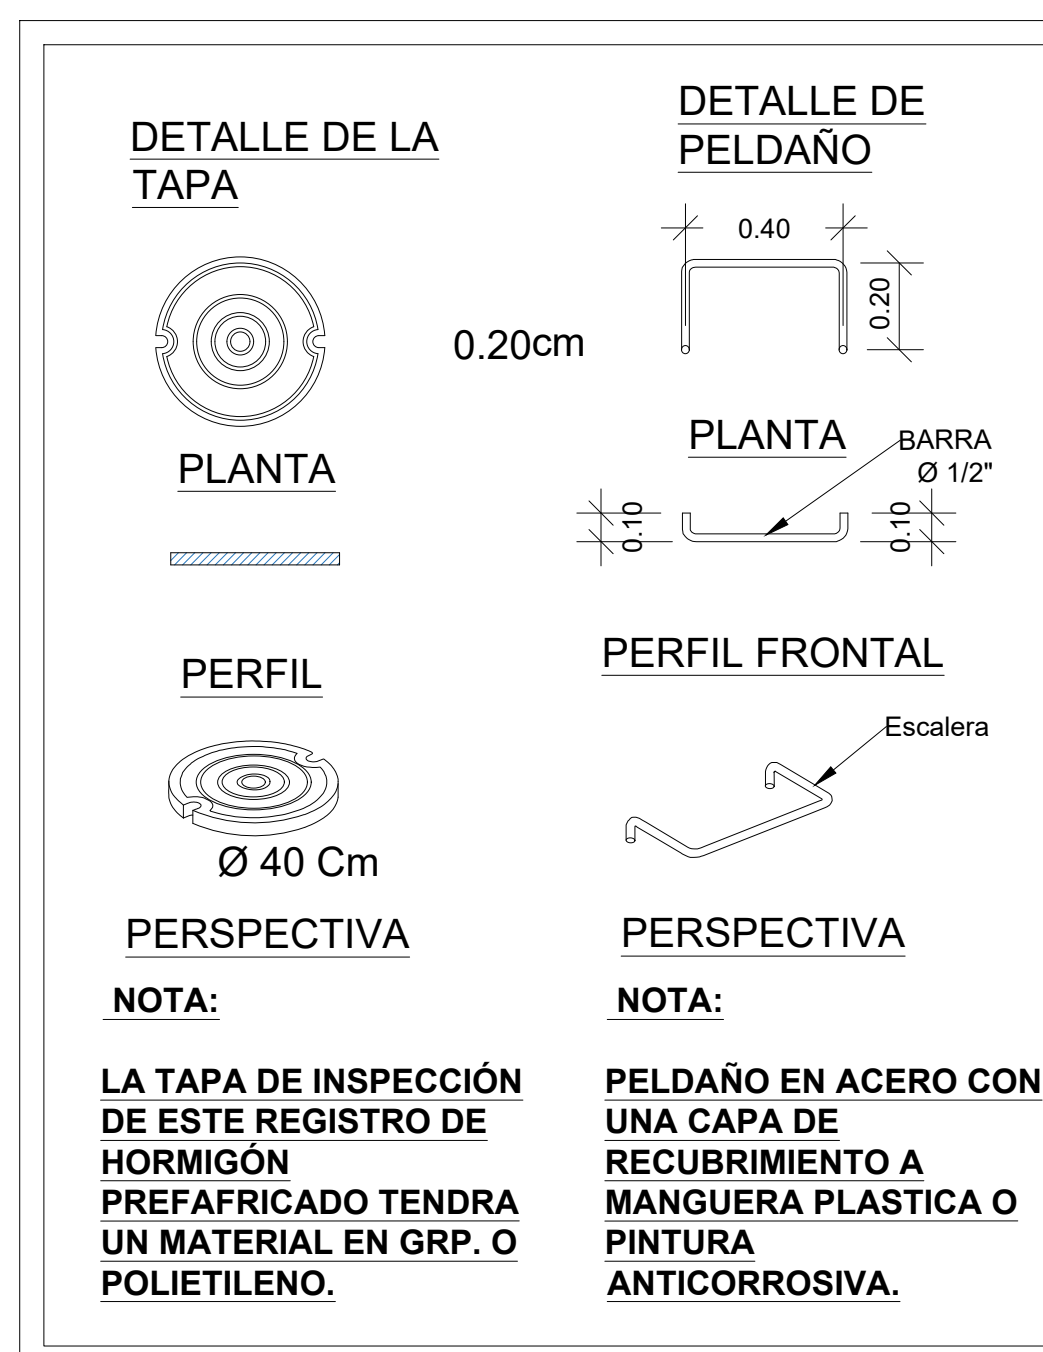 DETALLE DE LA
TAPA
PLANTA
PERFIL
Ø 40 Cm
PERSPECTIVA
NOTA:
LA TAPA DE INSPECCIÓN
DE ESTE REGISTRO DE
HORMIGÓN
PREFAFRICADO TENDRA
UN MATERIAL EN GRP. O
POLIETILENO.
DETALLE DE
PELDAÑO
0.40
0.20
0.20cm
PLANTA
BARRA
Ø 1/2"
0.10
0.10
PERFIL FRONTAL
Escalera
PERSPECTIVA
NOTA:
PELDAÑO EN ACERO CON
UNA CAPA DE
RECUBRIMIENTO A
MANGUERA PLASTICA O
PINTURA
ANTICORROSIVA.